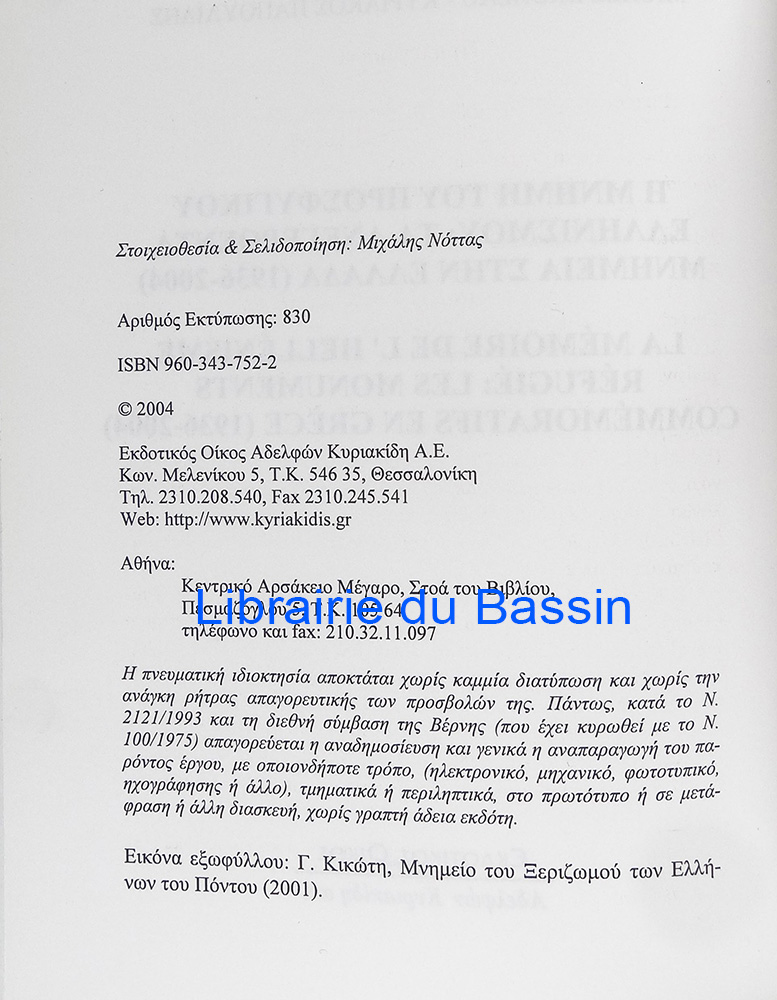 Στοιχειοθεσία & Σελιδοποίηση: Μιχάλης Νόττας
Αριθμός Εκτύπωσης: 830
ISBN 960-343-752-2
© 2004
Εκδοτικός Οίκος Αδελφών Κυριακίδη Α.Ε.
Κων. Μελενίκου 5, Τ.Κ. 546 35, Θεσσαλονίκη
Τηλ. 2310.208.540, Fax 2310.245.541
Web: http://www.kyriakidis.gr
Αθήνα:
Κεντρικό Αρσάκειο Μέγαρο, Στοά του Βιβλίου,
Πεσμαζόγλου 5, Τ.Κ. 105 64
Librairie du Bassin
τηλέφωνο και fax: 210.32.11.097
Η πνευματική ιδιοκτησία αποκτάται χωρίς καμμία διατύπωση και χωρίς την
ανάγκη ρήτρας απαγορευτικής των προσβολών της. Πάντως, κατά το Ν.
2121/1993 και τη διεθνή σύμβαση της Βέρνης (που έχει κυρωθεί με το Ν.
100/1975) απαγορεύεται η αναδημοσίευση και γενικά η αναπαραγωγή του πα-
ρόντος έργου, με οποιονδήποτε τρόπο, (ηλεκτρονικό, μηχανικό, φωτοτυπικό,
ηχογράφησης ή άλλο), τμηματικά ή περιληπτικά, στο πρωτότυπο ή σε μετά-
φραση ή άλλη διασκευή, χωρίς γραπτή άδεια εκδότη.
Εικόνα εξωφύλλου: Γ. Κικώτη, Μνημείο του Ξεριζωμού των Ελλή-
νων του Πόντου (2001).